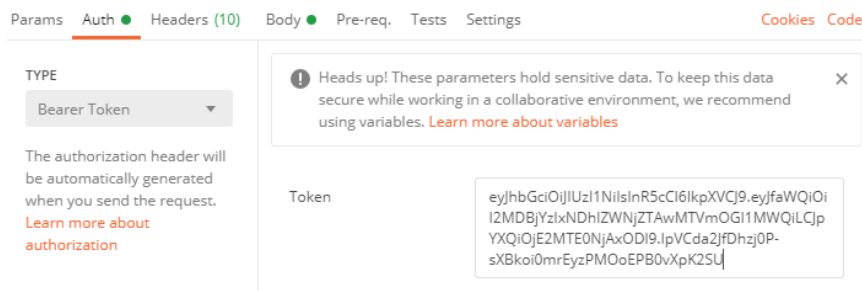 Params Auth Headers (10) Body Pre-req. Tests Settings Cookies Code
TYPE
Bearer Token
The authorization header will
be automatically generated
when you send the request.
Learn more about
authorization
Heads up! These parameters hold sensitive data. To keep this data
secure while working in a collaborative environment, we recommend
using variables. Learn more about variables
Token
eyJhbGciOiJIUzI1NiIsInR5cCI6IkpXVCJ9.eyJfaWQiOi
I2MDBjYzIxNDhIZWNjZTAwMTVmOGI1MWQiLCJp
YXQiOjE2MTE0NjAxODI9.IpVCda2JfDhzj0P-
sXBkoi0mrEyzPMOoEPB0vXpK2SU